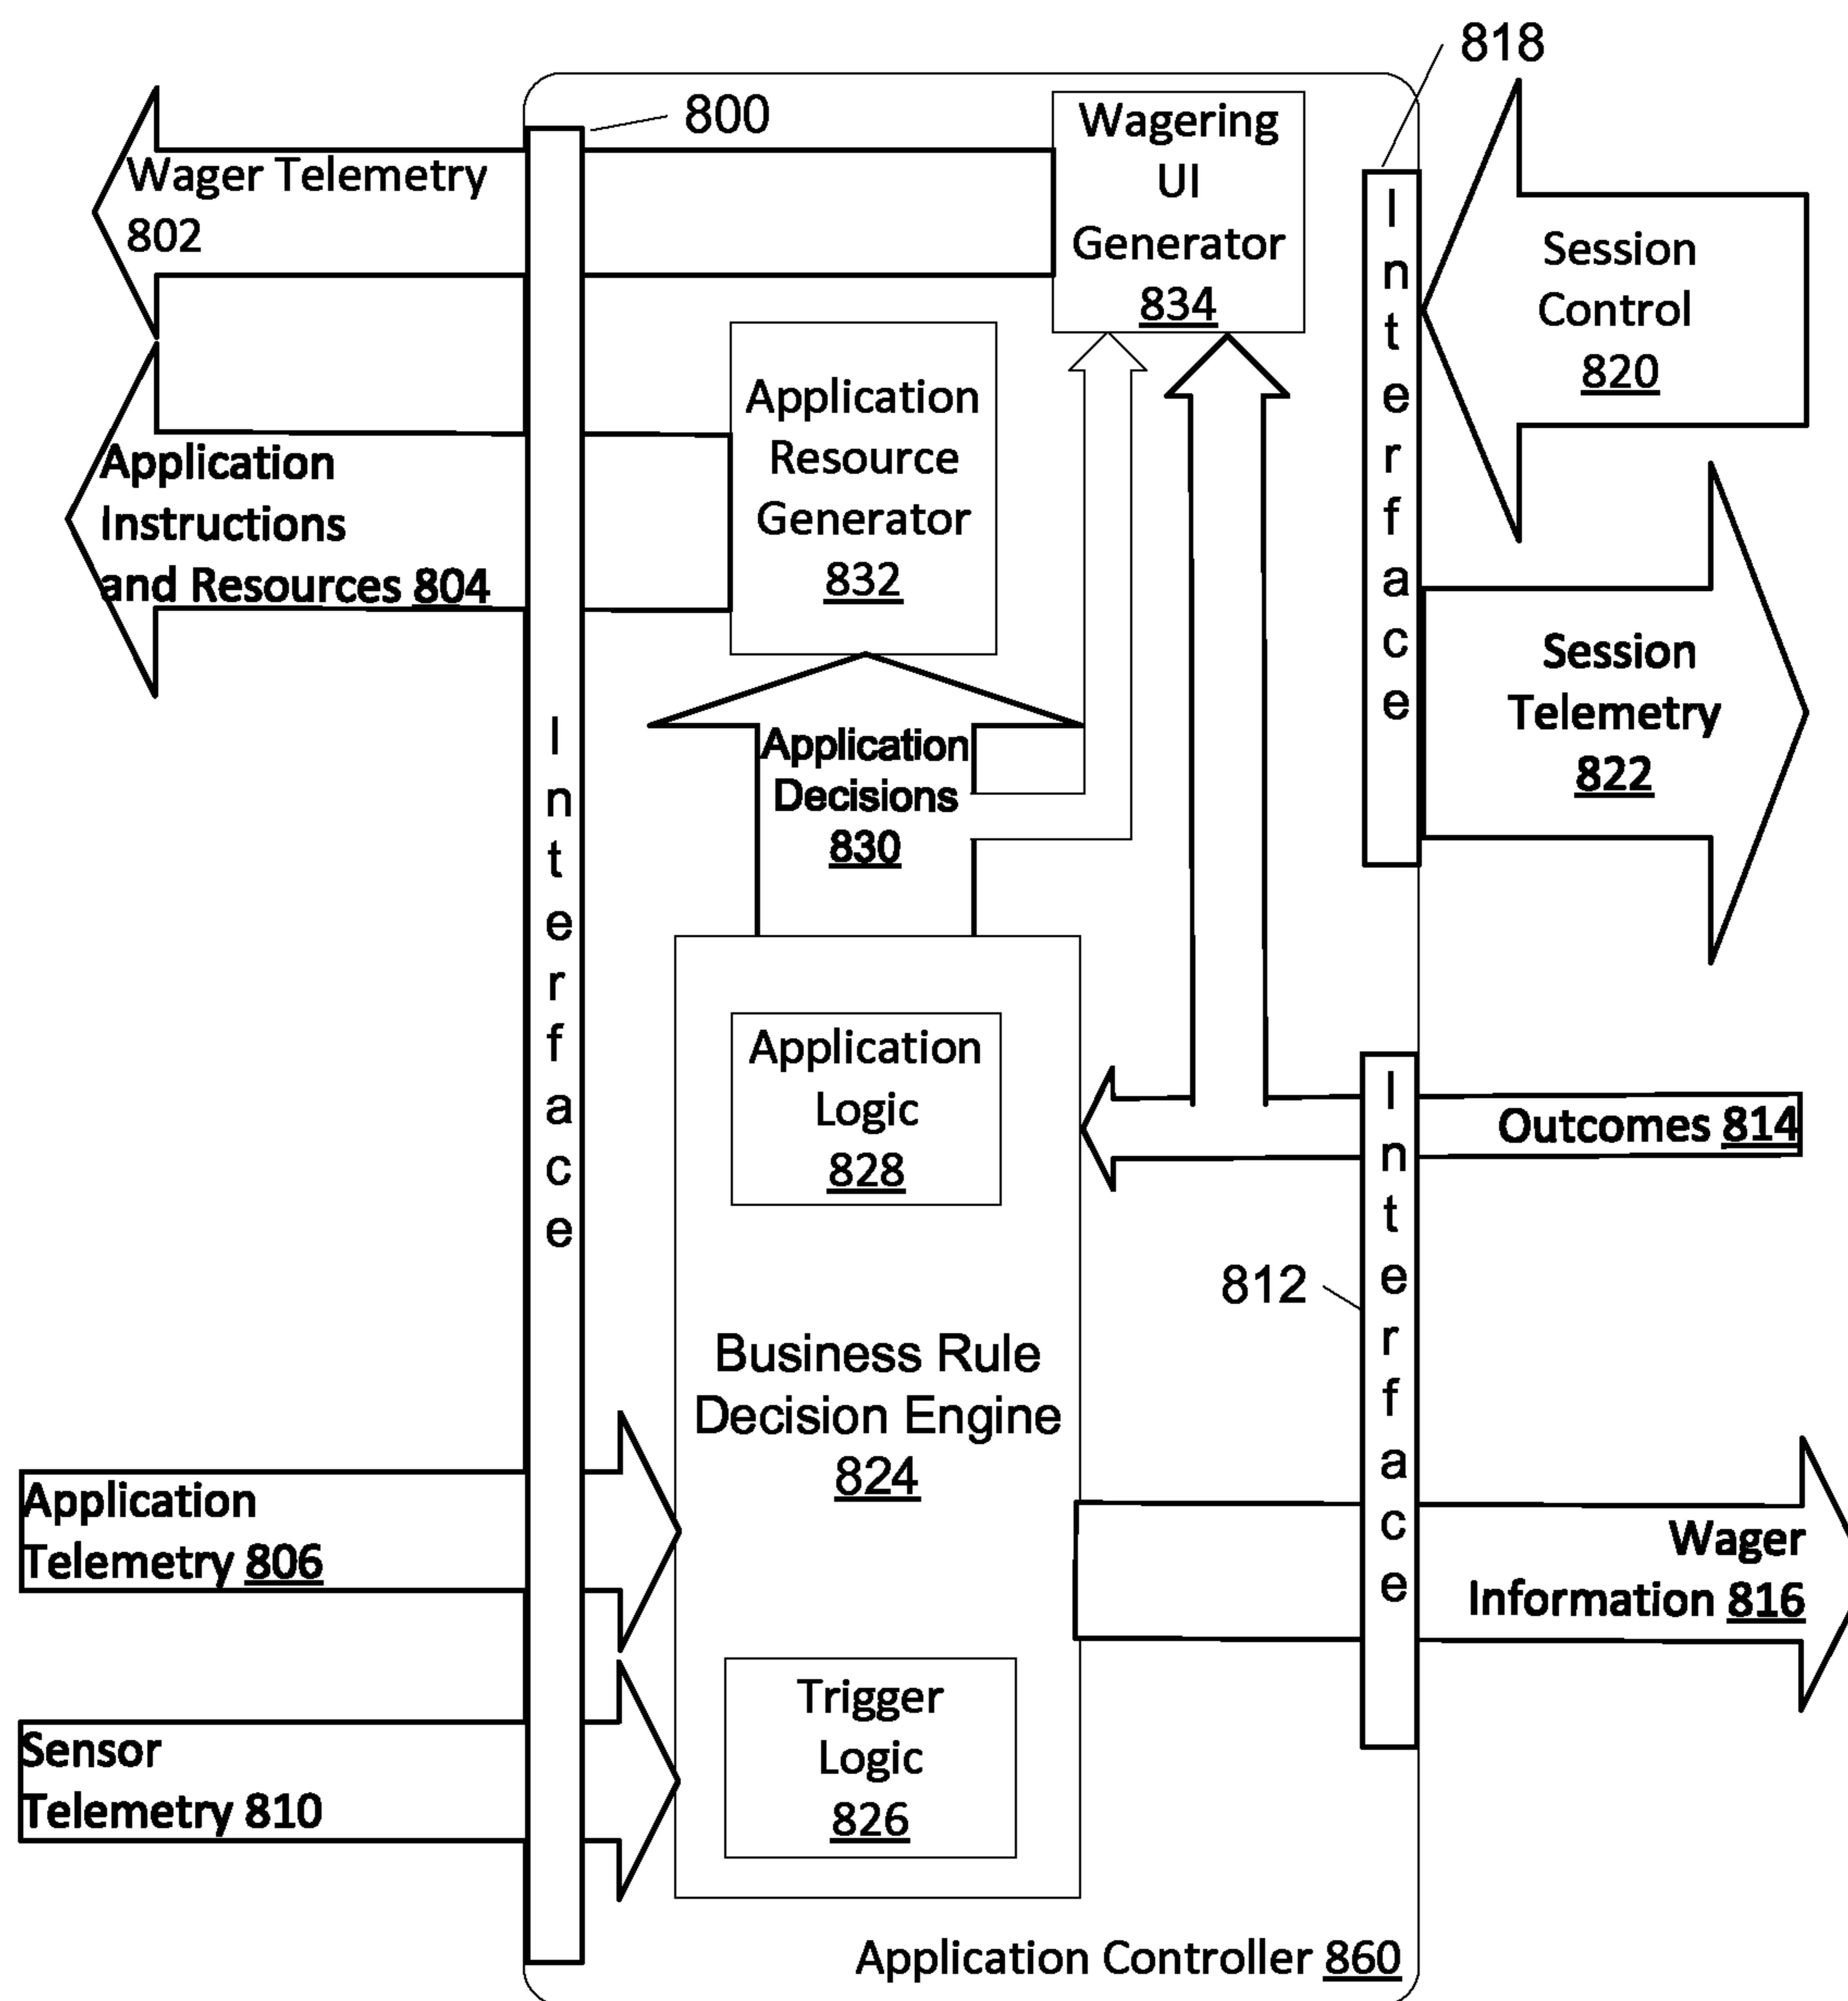 818
800
Wagering
UI
Generator
834
Wager Telemetry
802
Interface
Session
Control
820
Application
Resource
Generator
832
Application
Instructions
and Resources 804
Session
Telemetry
822
Interface
Application
Decisions
830
Application
Logic
828
Interface
Outcomes 814
812
Business Rule
Decision Engine
824
Application
Telemetry 806
Wager
Information 816
Trigger
Logic
826
Sensor
Telemetry 810
Application Controller 860